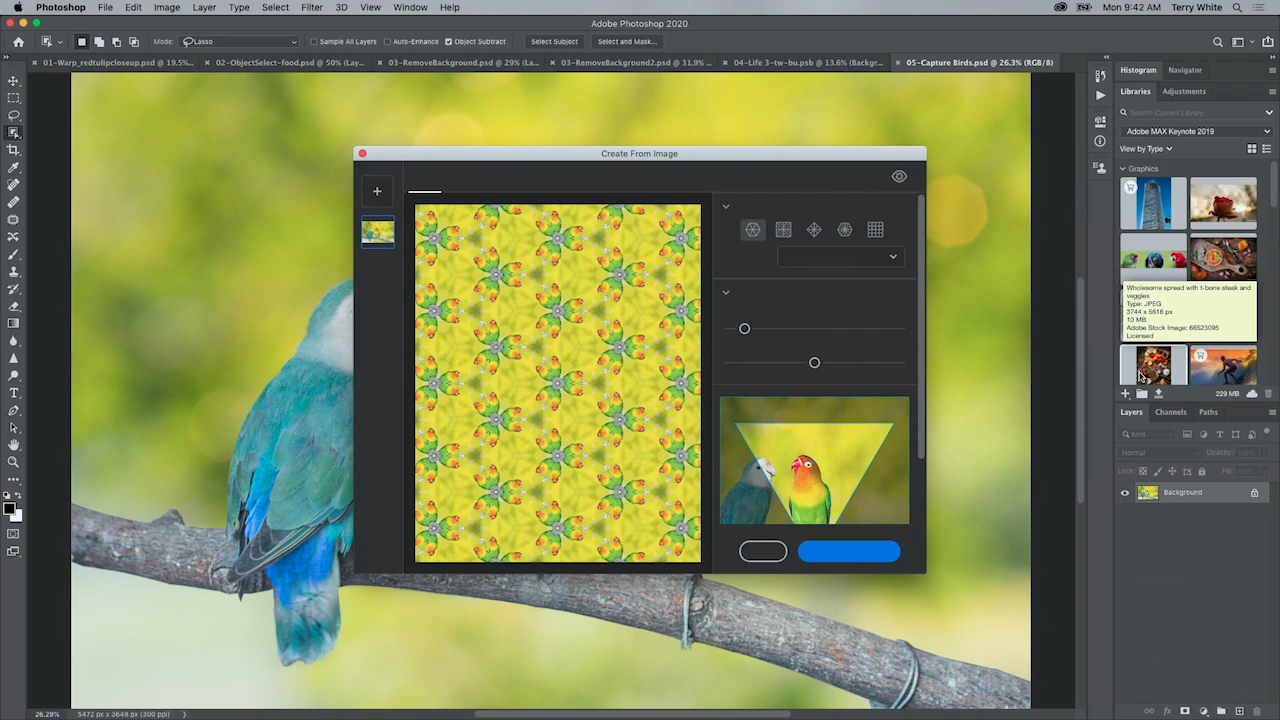 Photoshop File Edit Image Layer Type Select Filter 3D View Window Help Mon 9:42 AM Terry White
Adobe Photoshop 2020
Mode: Lasso Sample All Layers Auto-Enhance Object Subtract Select Subject Select and Mask...
01-Warp_redtulipcloseup.psd @ 19.5%... 02-ObjectSelect-food.psd @ 50% (Lay... 03-RemoveBackground.psd @ 29% (La... 03-RemoveBackground2.psd @ 31.9% ... 04-Life 3-tw-bu.psb @ 13.6% (Backgr... 05-Capture Birds.psd @ 26.3% (RGB/8)
Histogram Navigator
Libraries Adjustments
Search Current Library
Adobe MAX Keynote 2019
View by Type
Graphics
Create From Image
Wholesome spread with t-bone steak and
veggies
Type: JPEG
3744 x 5616 px
10 MB
Adobe Stock Image: 66523095
Licensed
229 MB
Layers Channels Paths
Kind
Normal Opacity: 100%
Lock: Fill: 100%
Background
26.29% 5472 px x 3648 px (300 ppi)